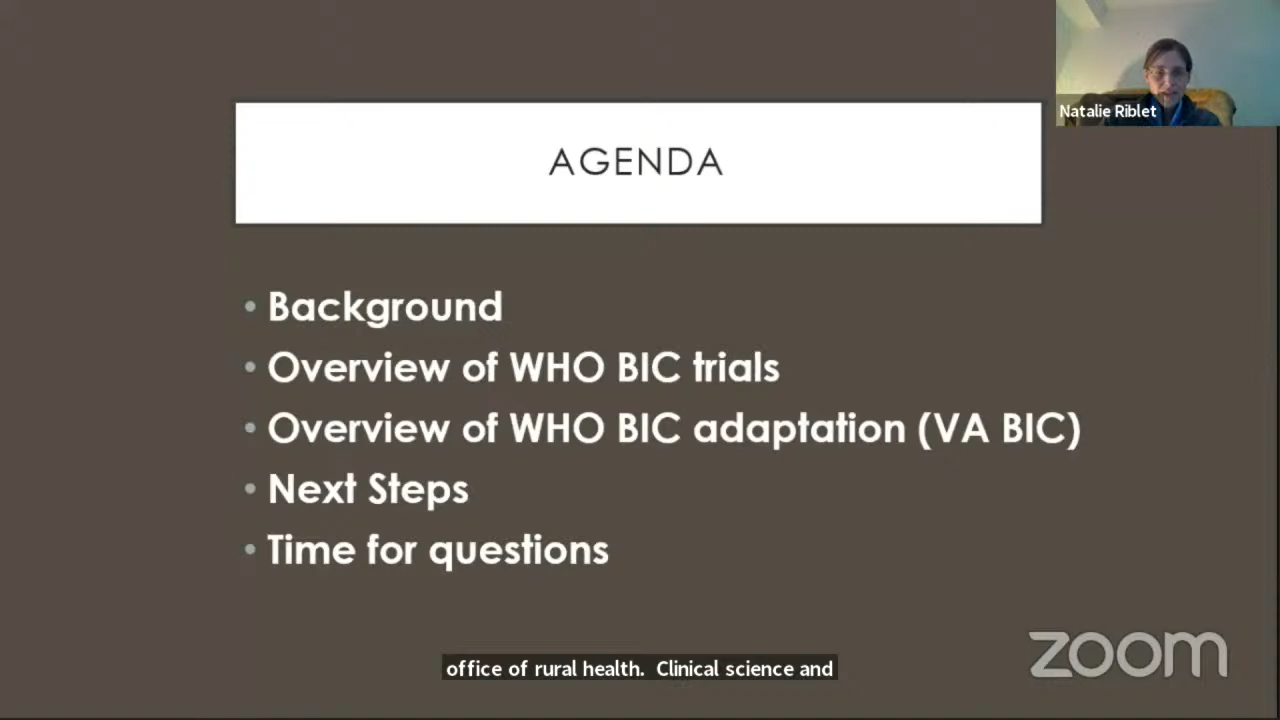 Natalie Riblet
AGENDA
• Background
• Overview of WHO BIC trials
• Overview of WHO BIC adaptation (VA BIC)
• Next Steps
• Time for questions
office of rural health. Clinical science and
zoom